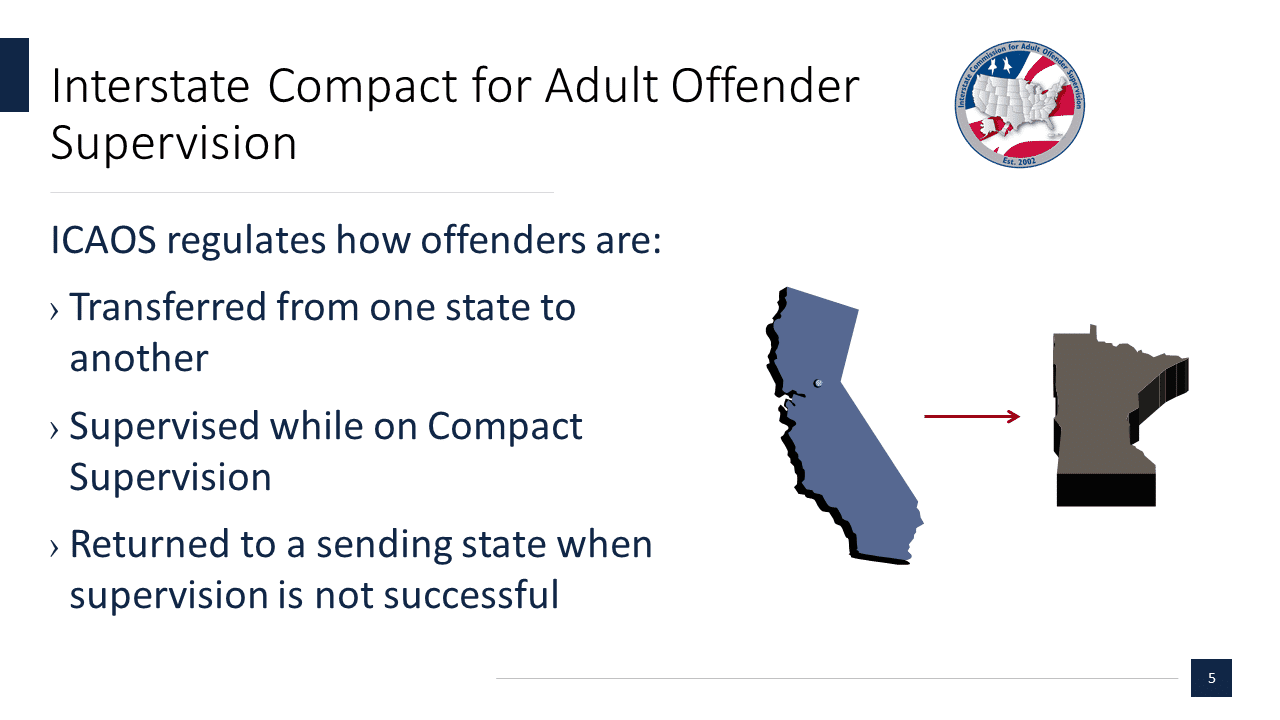 Interstate Compact for Adult Offender
Supervision
Interstate Commission for Adult Offender Supervision
Est. 2002
ICAOS regulates how offenders are:
› Transferred from one state to
another
› Supervised while on Compact
Supervision
› Returned to a sending state when
supervision is not successful
5